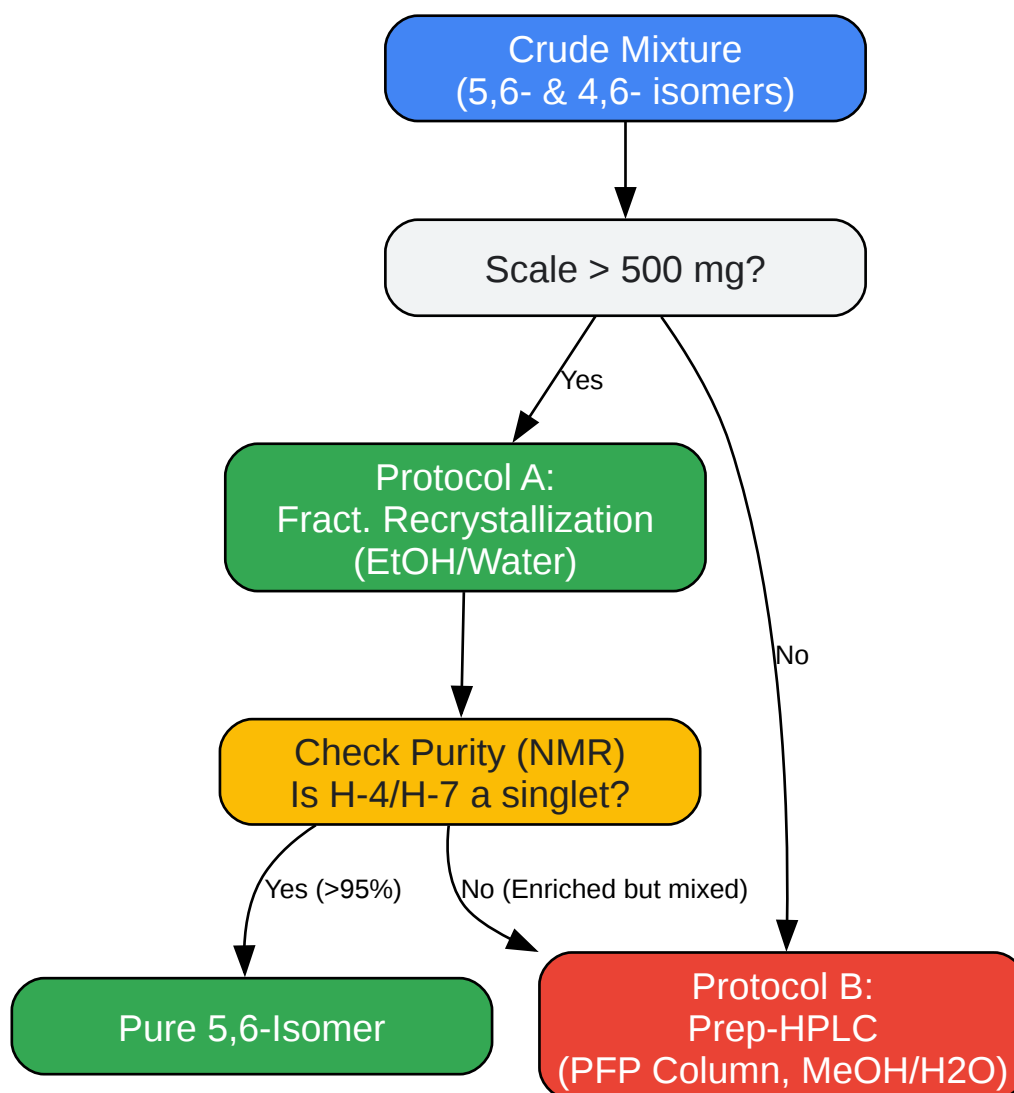 Crude Mixture
(5,6- & 4,6- isomers)
Scale > 500 mg?
Yes
Protocol A:
Fract. Recrystallization
(EtOH/Water)
No
Check Purity (NMR)
Is H-4/H-7 a singlet?
Yes (>95%)
No (Enriched but mixed)
Pure 5,6-Isomer
Protocol B:
Prep-HPLC
(PFP Column, MeOH/H2O)